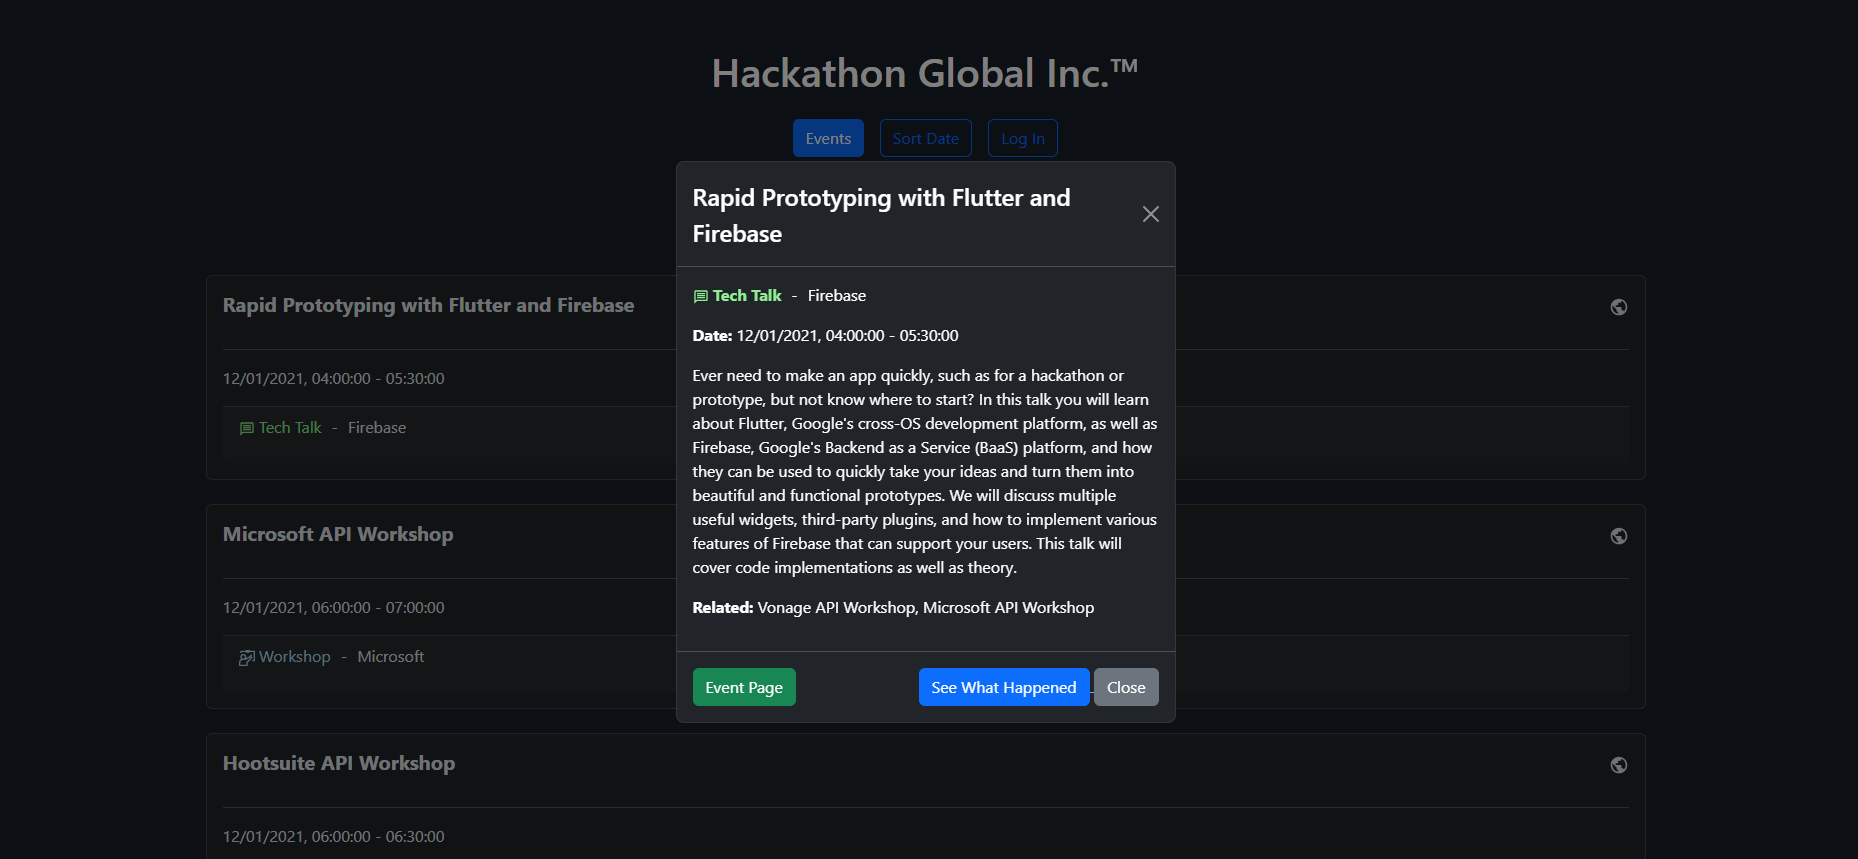 Hackathon Global Inc.™
Events
Sort Date
Log In
Rapid Prototyping with Flutter and
Firebase
Tech Talk - Firebase
Date: 12/01/2021, 04:00:00 - 05:30:00
Ever need to make an app quickly, such as for a hackathon or
prototype, but not know where to start? In this talk you will learn
about Flutter, Google's cross-OS development platform, as well as
Firebase, Google's Backend as a Service (BaaS) platform, and how
they can be used to quickly take your ideas and turn them into
beautiful and functional prototypes. We will discuss multiple
useful widgets, third-party plugins, and how to implement various
features of Firebase that can support your users. This talk will
cover code implementations as well as theory.
Related: Vonage API Workshop, Microsoft API Workshop
Event Page
See What Happened
Close
Rapid Prototyping with Flutter and Firebase
12/01/2021, 04:00:00 - 05:30:00
Tech Talk - Firebase
Microsoft API Workshop
12/01/2021, 06:00:00 - 07:00:00
Workshop - Microsoft
Hootsuite API Workshop
12/01/2021, 06:00:00 - 06:30:00